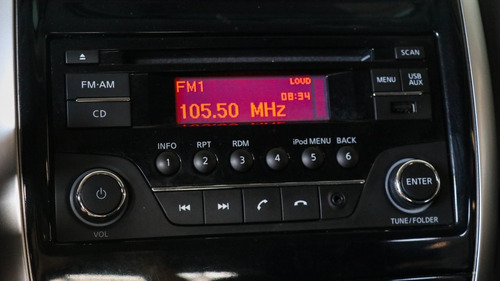 SCAN
FM·AM
CD
FM1
LOUD
08:34
105.50 MHz
MENU
USB
AUX
INFO
RPT
RDM
iPod MENU
BACK
1
2
3
4
5
6
VOL
ENTER
TUNE/FOLDER